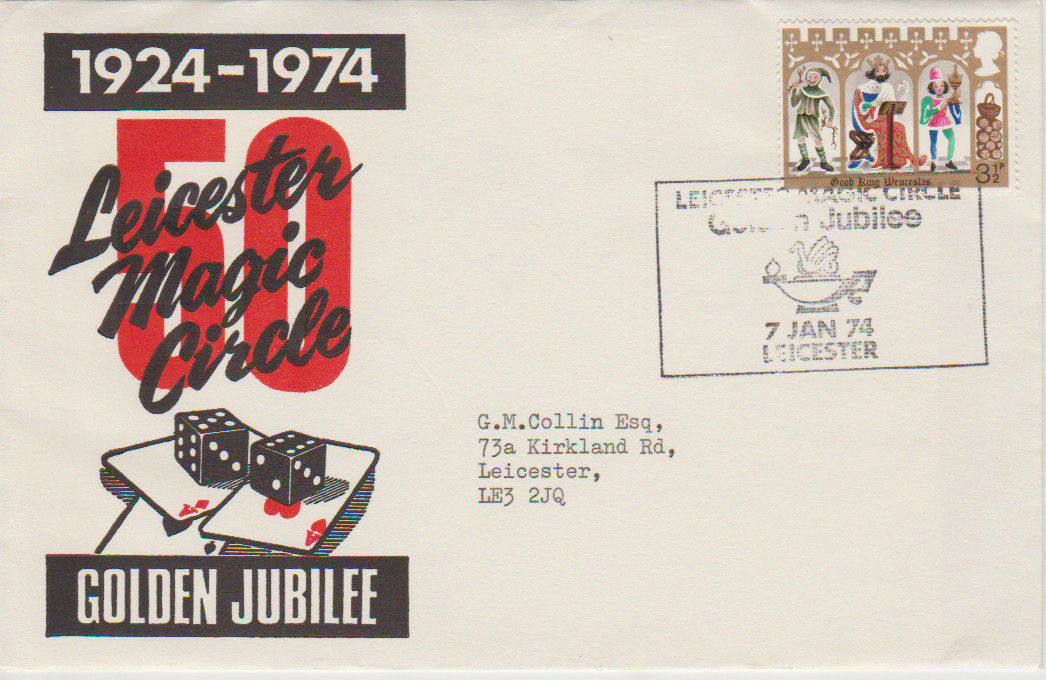 1924-1974
50
Leicester
Magic
Circle
GOLDEN JUBILEE
Good King Wenceslas
3½P
LEICESTER MAGIC CIRCLE
Golden Jubilee
7 JAN 74
LEICESTER
G.M.Collin Esq,
73a Kirkland Rd,
Leicester,
LE3 2JQ